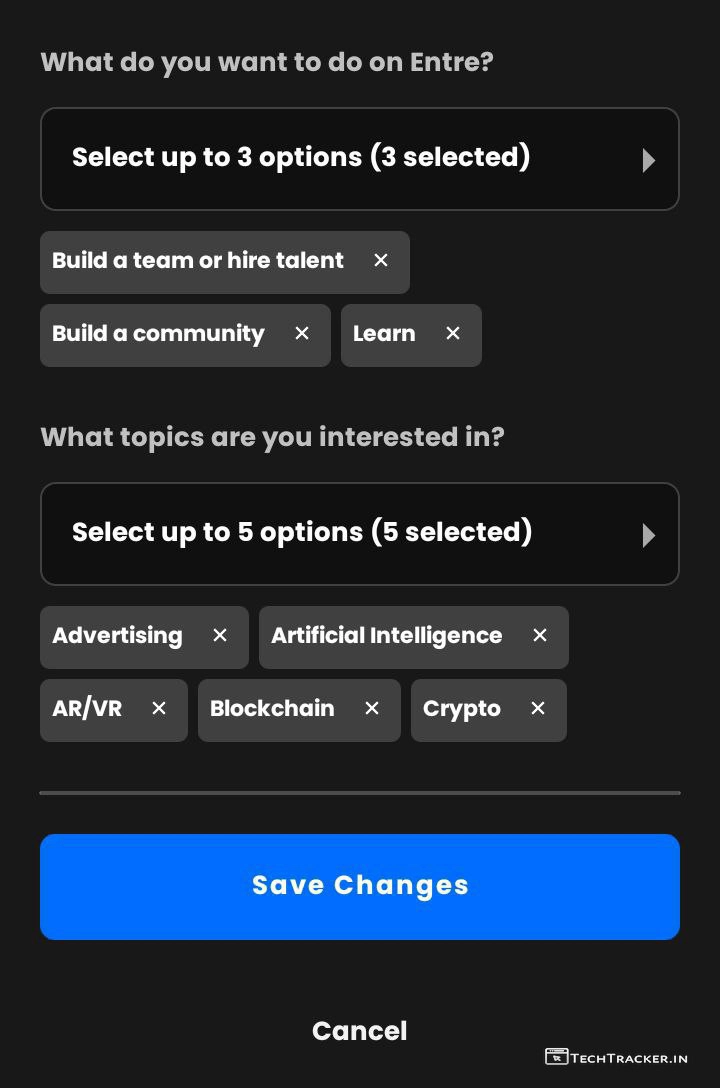 What do you want to do on Entre?
Select up to 3 options (3 selected)
Build a team or hire talent ×
Build a community × Learn ×
What topics are you interested in?
Select up to 5 options (5 selected)
Advertising × Artificial Intelligence ×
AR/VR × Blockchain × Crypto ×
Save Changes
Cancel
TECHTRACKER.IN